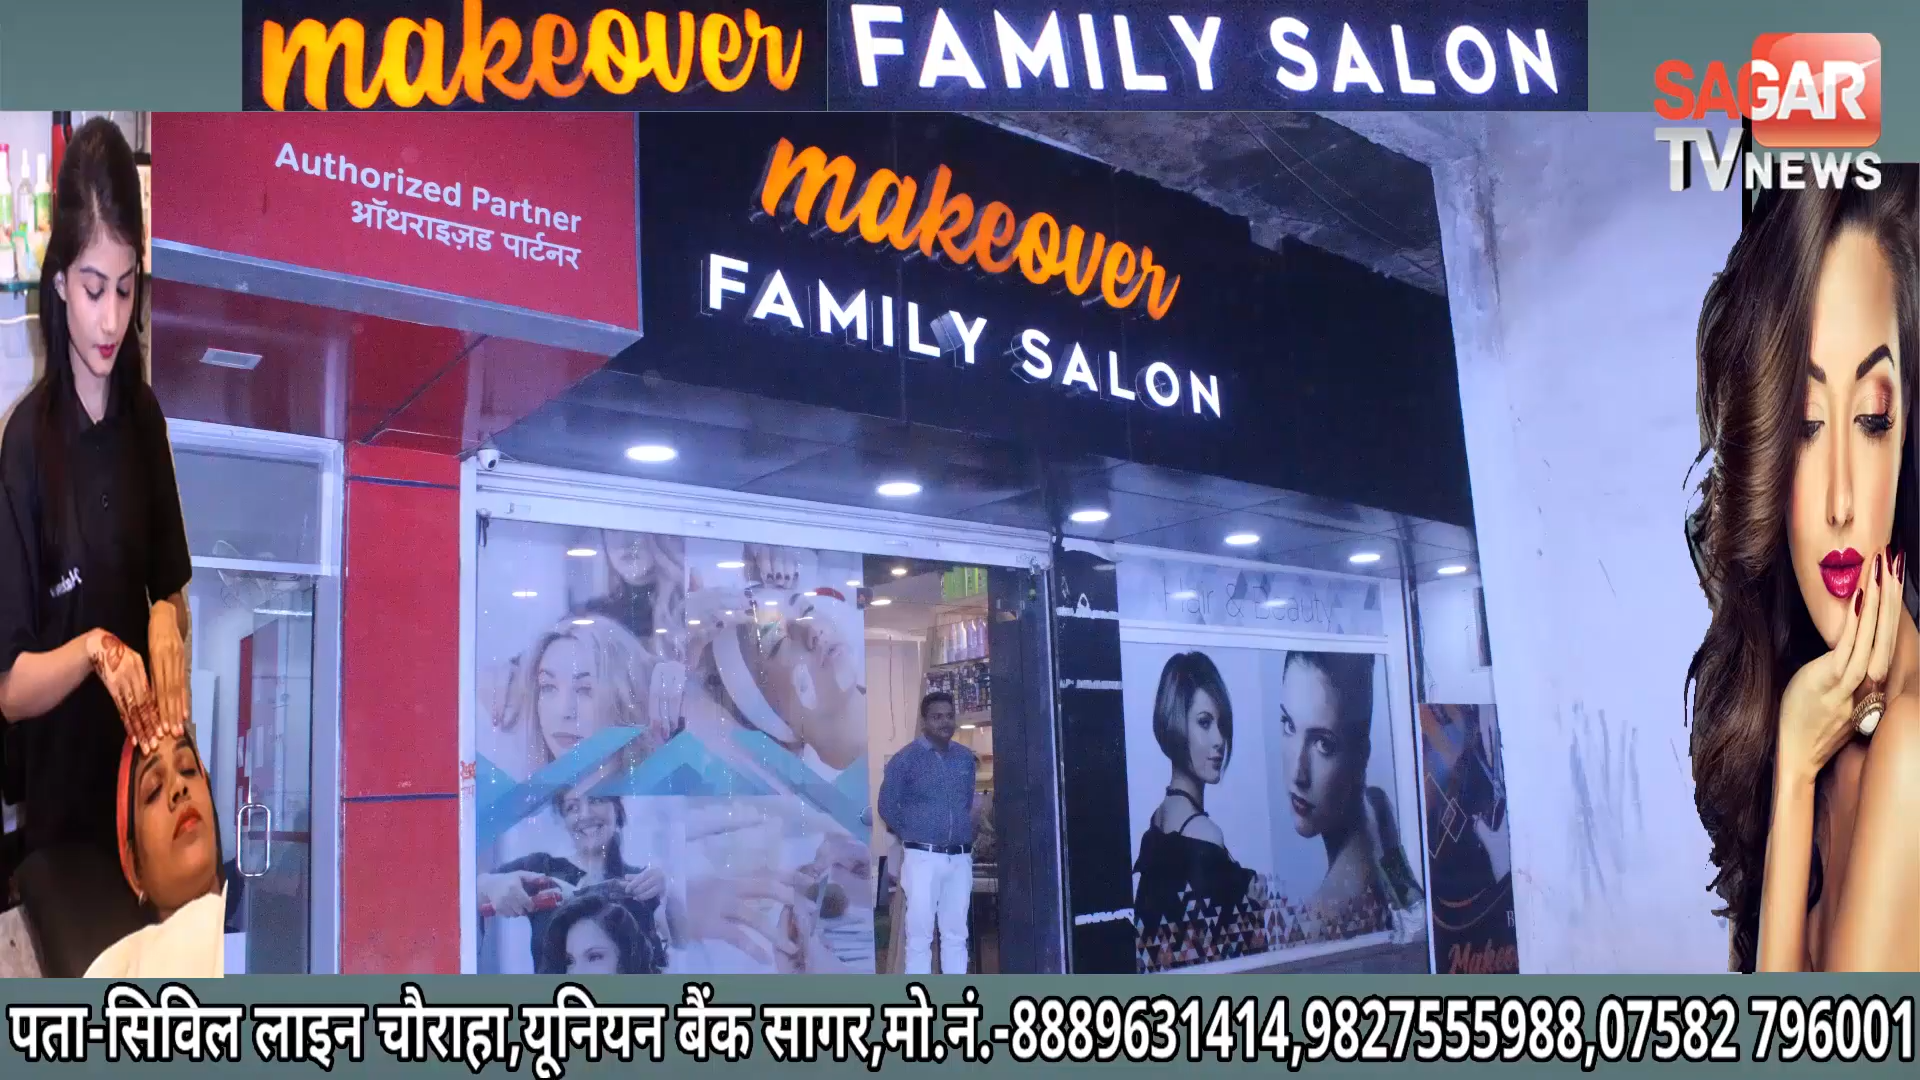 makeover FAMILY SALON
SAGAR
TV NEWS
Authorized Partner
ऑथराइज़्ड पार्टनर
makeover
FAMILY SALON
Hair & Beauty
पता-सिविल लाइन चौराहा,यूनियन बैंक सागर,मो.नं.-8889631414,9827555988,07582 796001